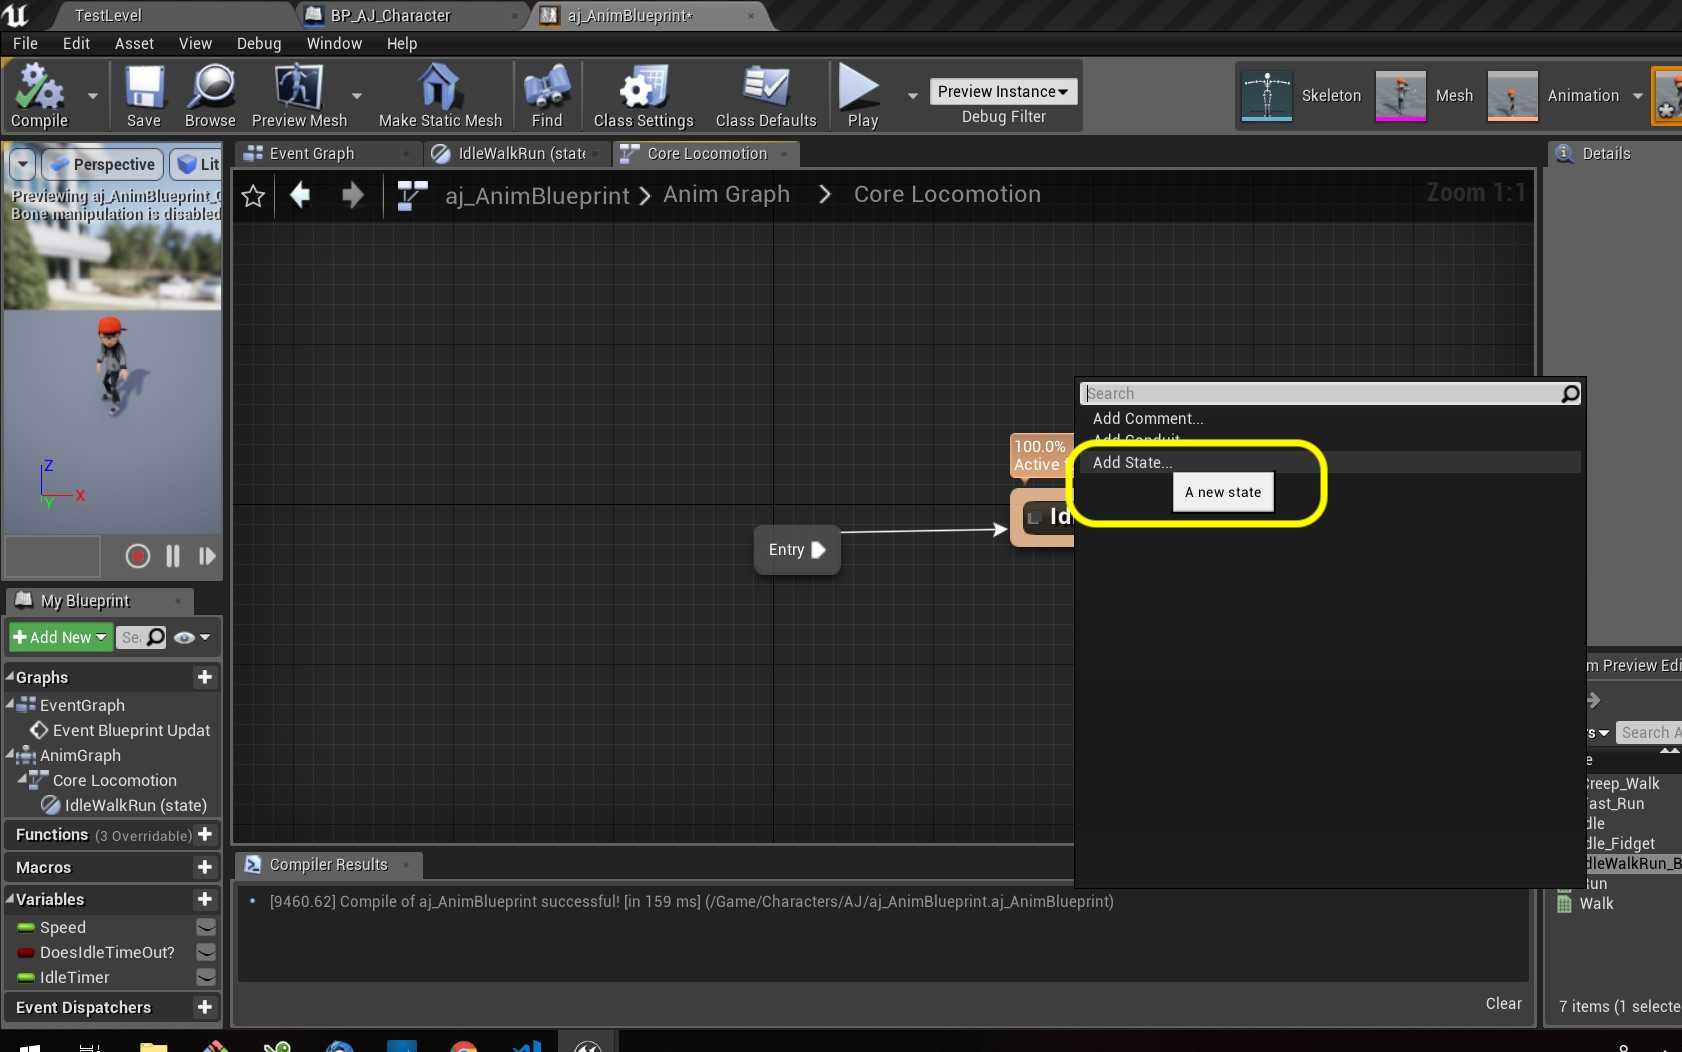 TestLevel
BP_AJ_Character
aj_AnimBlueprint*
File Edit Asset View Debug Window Help
Compile
Save
Browse
Preview Mesh
Make Static Mesh
Find
Class Settings
Class Defaults
Play
Preview Instance
Debug Filter
Skeleton
Mesh
Animation
Perspective
Lit
Previewing aj_AnimBlueprint_C
Bone manipulation is disabled
Z
X
Y
Event Graph
IdleWalkRun (state
Core Locomotion
aj_AnimBlueprint > Anim Graph > Core Locomotion
Zoom 1:1
Details
100.0%
Active
Id
Entry
Search
Add Comment...
Add Conduit
Add State...
A new state
My Blueprint
Add New
Sea
Graphs
EventGraph
Event Blueprint Updat
AnimGraph
Core Locomotion
IdleWalkRun (state)
Functions (3 Overridable)
Macros
Variables
Speed
DoesIdleTimeOut?
IdleTimer
Event Dispatchers
Compiler Results
• [9460.62] Compile of aj_AnimBlueprint successful! [in 159 ms] (/Game/Characters/AJ/aj_AnimBlueprint.aj_AnimBlueprint)
Clear
m Preview Edi
rs
Search A
e
Creep_Walk
Fast_Run
dle
dle_Fidget
dleWalkRun_B
Run
Walk
7 items (1 selecte